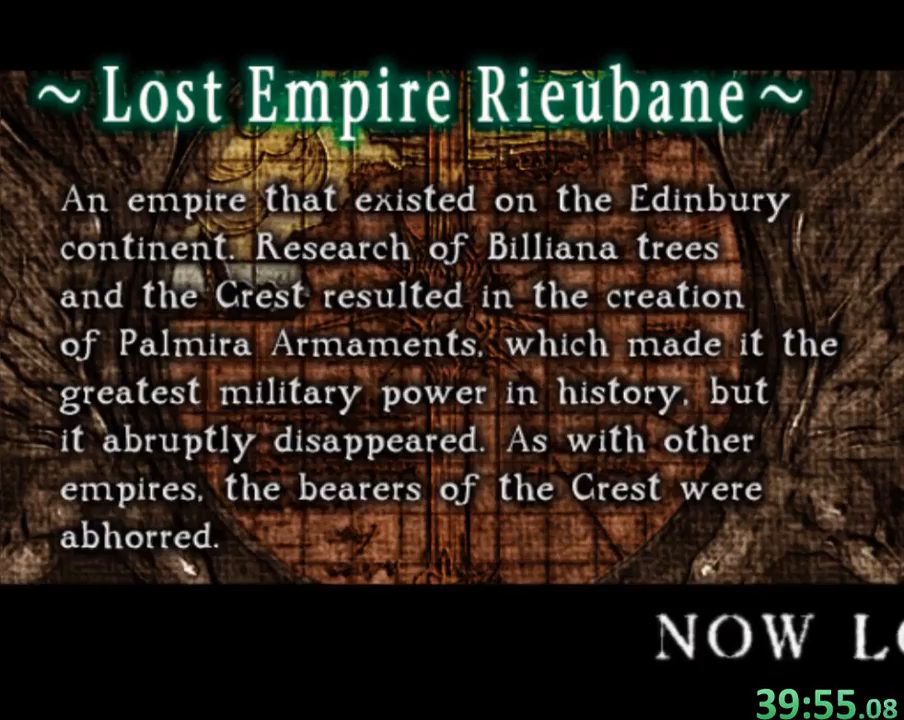 ~Lost Empire Rieubane~
An empire that existed on the Edinbury
continent. Research of Billiana trees
and the Crest resulted in the creation
of Palmira Armaments, which made it the
greatest military power in history, but
it abruptly disappeared. As with other
empires, the bearers of the Crest were
abhorred.
NOW LO
39:55.08